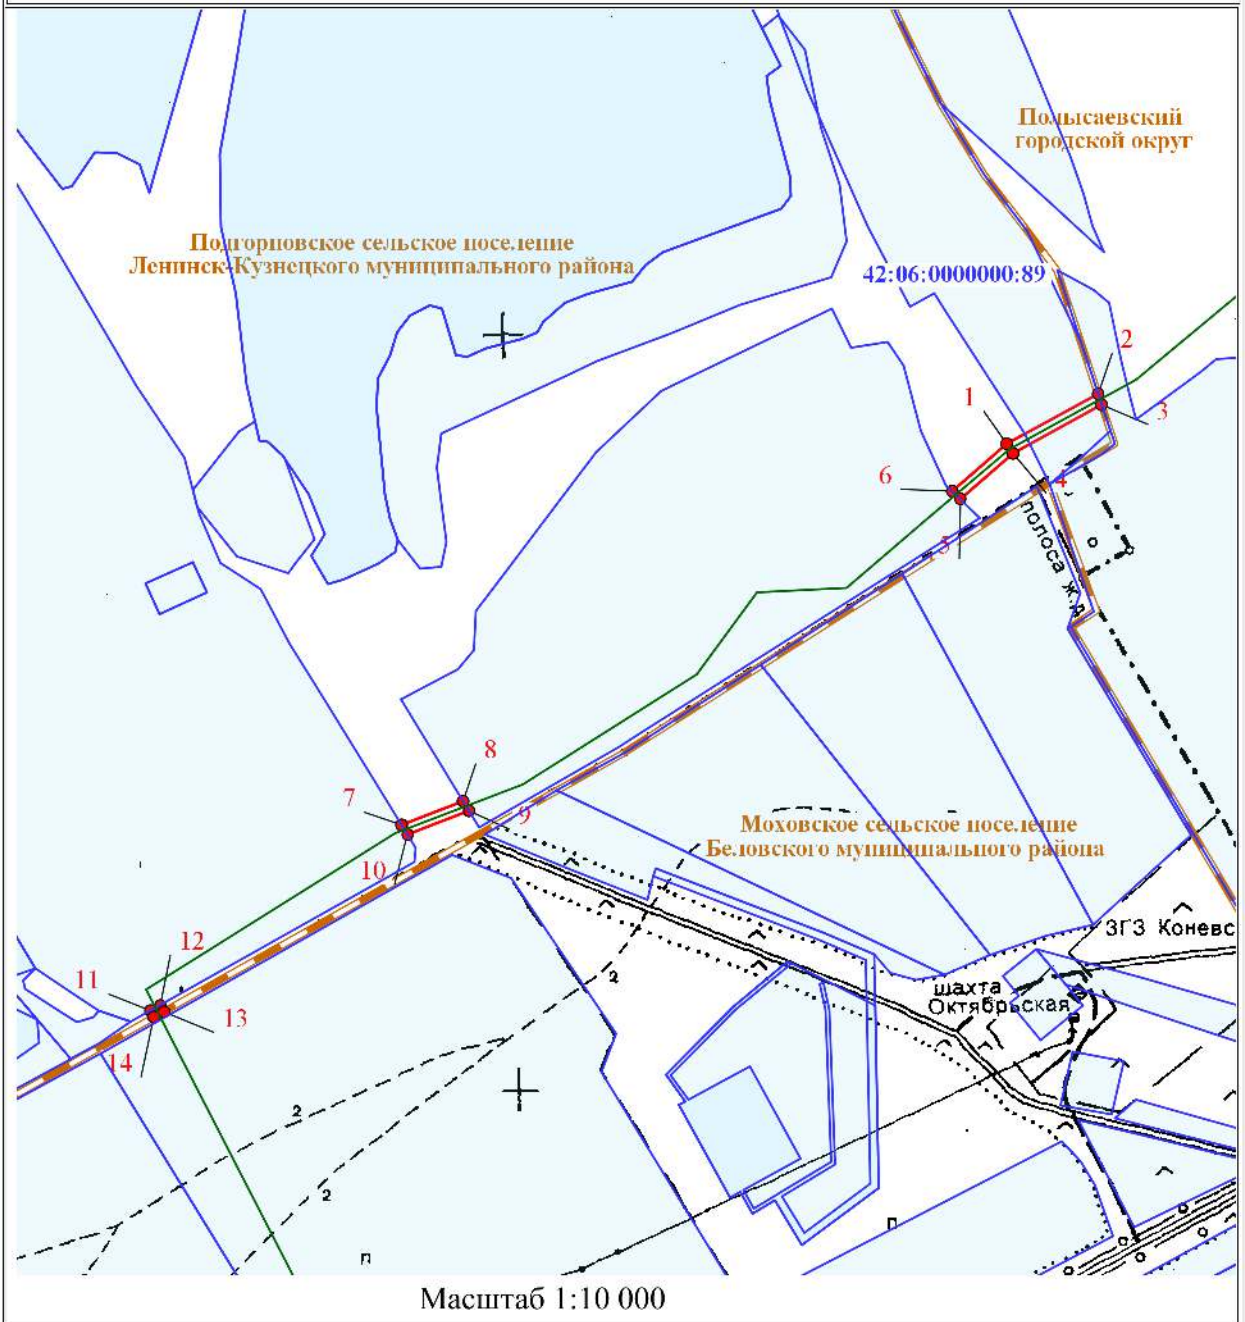 Полысаевский
городской округ
Подгорновское сельское поселение
Ленинск-Кузнецкого муниципального района
42:06:0000000:89
2
1
3
6
4
5
полоса ж.д
8
7
9
Моховское сельское поселение
Беловского муниципального района
10
12
ЗГЗ Коневс
11
2
шахта
Октябрьская
13
14
2
2
п
п
Масштаб 1:10 000